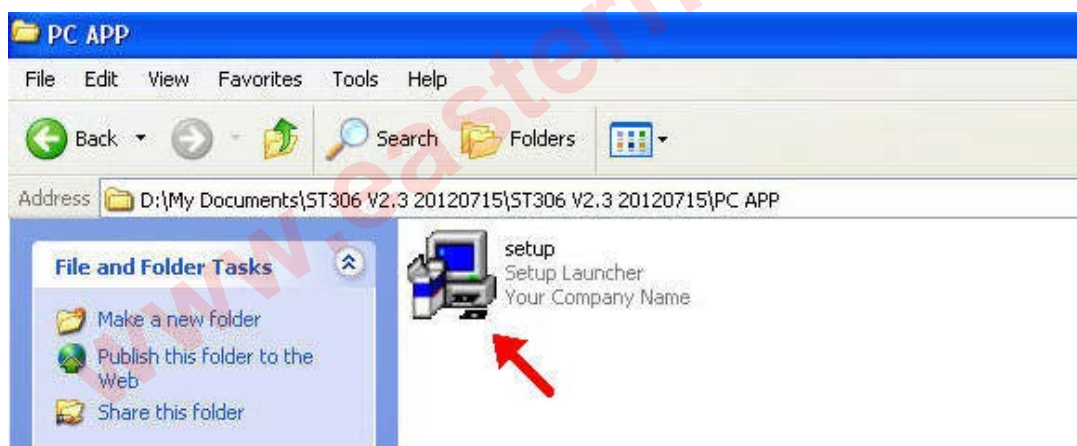 PC APP
File Edit View Favorites Tools Help
Back Search Folders
Address D:\My Documents\ST306 V2.3 20120715\ST306 V2.3 20120715\PC APP
File and Folder Tasks
Make a new folder
Publish this folder to the
Web
Share this folder
setup
Setup Launcher
Your Company Name
www.eastern